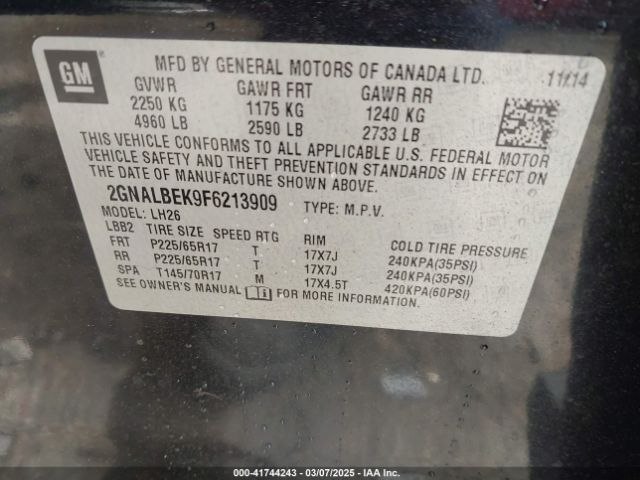 GM
MFD BY GENERAL MOTORS OF CANADA LTD. 11/14
GVWR GAWR FRT GAWR RR
2250 KG 1175 KG 1240 KG
4960 LB 2590 LB 2733 LB
THIS VEHICLE CONFORMS TO ALL APPLICABLE U.S. FEDERAL MOTOR
VEHICLE SAFETY AND THEFT PREVENTION STANDARDS IN EFFECT ON
THE DATE OF MANUFACTURE SHOWN ABOVE.
2GNALBEK9F6213909 TYPE: M.P.V.
MODEL: LH26
LBB2 TIRE SIZE SPEED RTG RIM COLD TIRE PRESSURE
FRT P225/65R17 T 17X7J 240KPA(35PSI)
RR P225/65R17 T 17X7J 240KPA(35PSI)
SPA T145/70R17 M 17X4.5T 420KPA(60PSI)
SEE OWNER'S MANUAL FOR MORE INFORMATION.
000-41744243 — 03/07/2025 — IAA Inc.